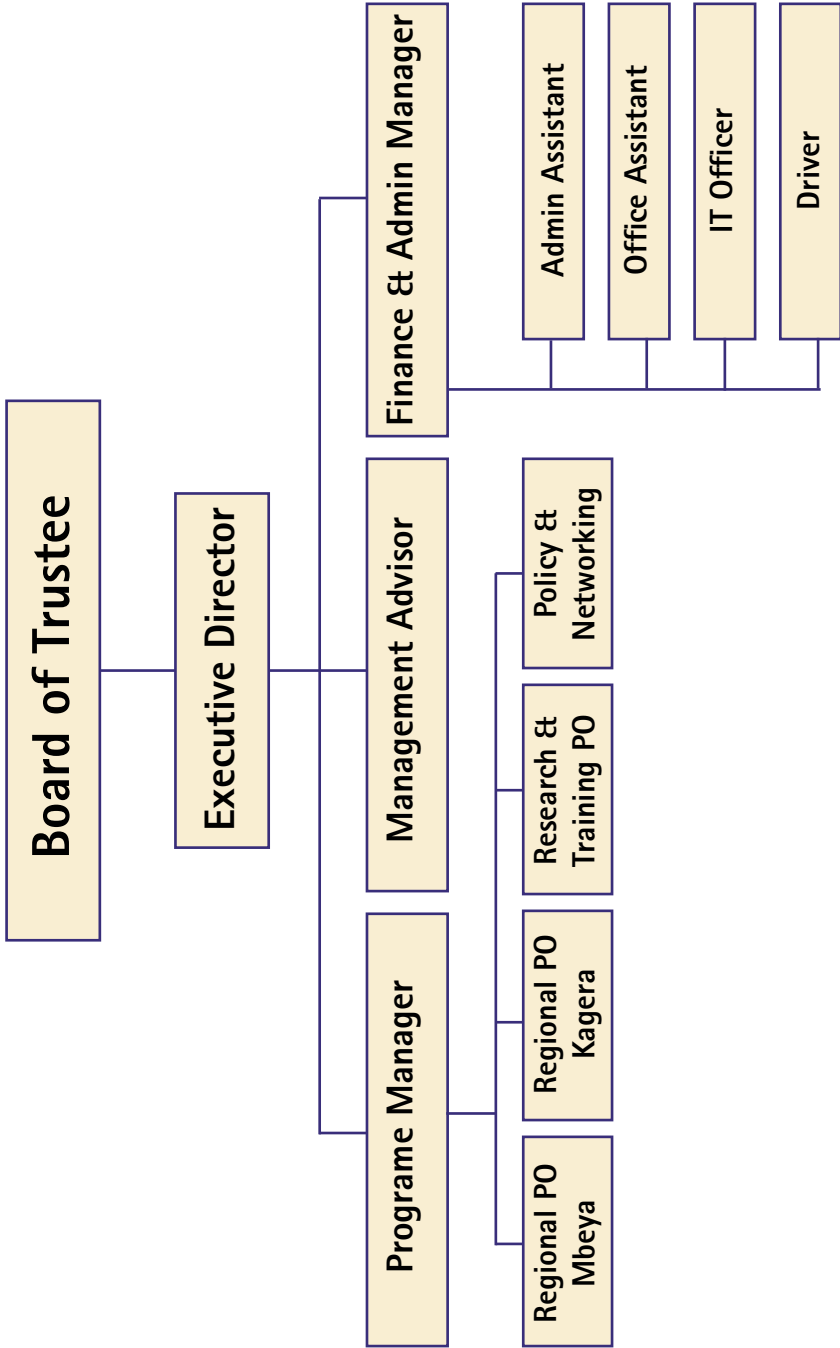 Board of Trustee
Executive Director
Programe Manager
Management Advisor
Finance & Admin Manager
Regional PO
Mbeya
Regional PO
Kagera
Research &
Training PO
Policy &
Networking
Admin Assistant
Office Assistant
IT Officer
Driver